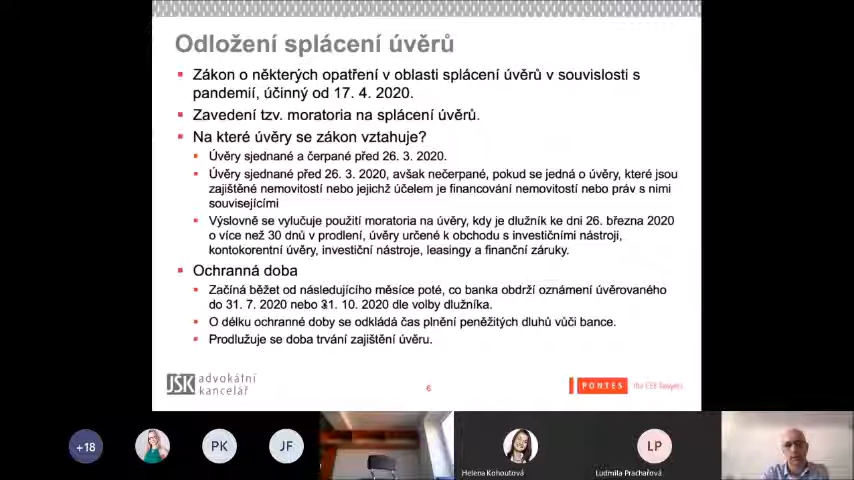 Odložení splácení úvěrů
Zákon o některých opatření v oblasti splácení úvěrů v souvislosti s
pandemií, účinný od 17. 4. 2020.
Zavedení tzv. moratoria na splácení úvěrů.
Na které úvěry se zákon vztahuje?
Úvěry sjednané a čerpané před 26. 3. 2020.
Úvěry sjednané před 26. 3. 2020, avšak nečerpané, pokud se jedná o úvěry, které jsou
zajištěné nemovitostí nebo jejichž účelem je financování nemovitostí nebo práv s nimi
souvisejícími
Výslovně se vylučuje použití moratoria na úvěry, kdy je dlužník ke dni 26. března 2020
o více než 30 dnů v prodlení, úvěry určené k obchodu s investičními nástroji,
kontokorentní úvěry, investiční nástroje, leasingy a finanční záruky.
Ochranná doba
Začíná běžet od následujícího měsíce poté, co banka obdrží oznámení úvěrovaného
do 31. 7. 2020 nebo 31. 10. 2020 dle volby dlužníka.
O délku ochranné doby se odkládá čas plnění peněžitých dluhů vůči bance.
Prodlužuje se doba trvání zajištění úvěru.
JŠK advokátní
kancelář
6
PONTES the CEE lawyers
+18
PK
JF
LP
Helena Kohoutová
Ludmila Prachařová